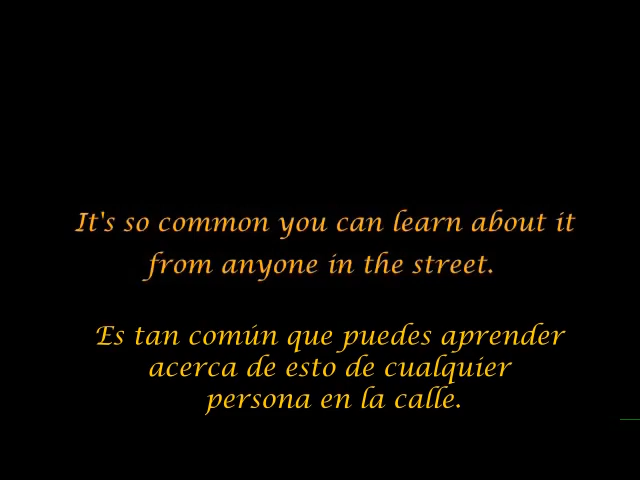 It's so common you can learn about it
from anyone in the street.
Es tan común que puedes aprender
acerca de esto de cualquier
persona en la calle.